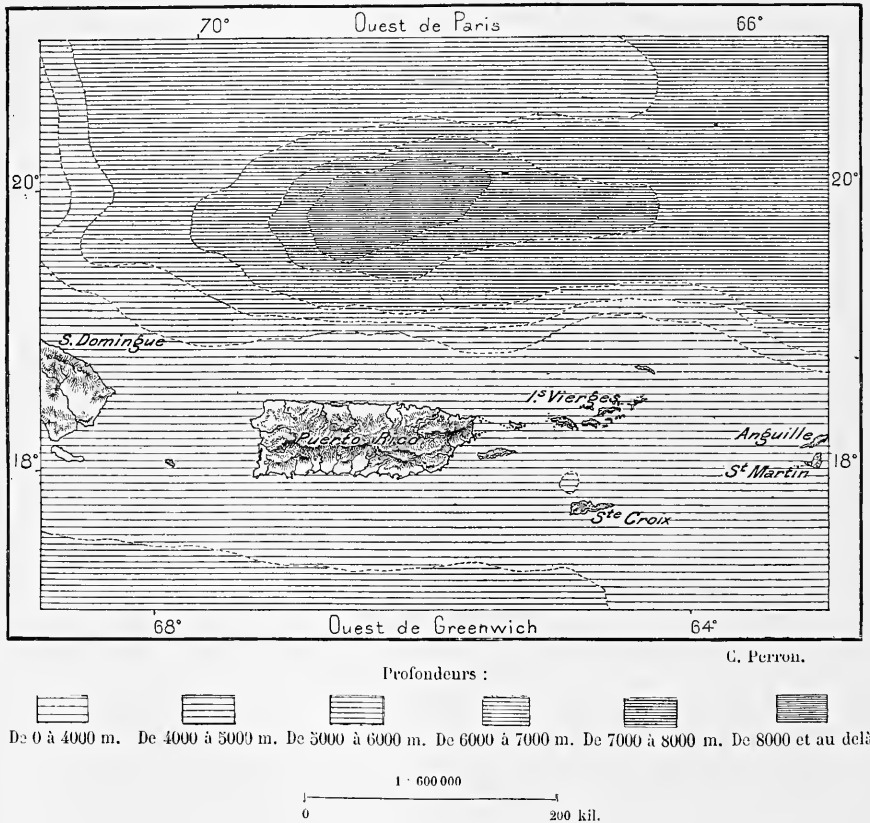 70° Ouest de Paris 66°
20° 20°
S. Domingue
I.s Vierges
Puerto-Rico
Anguille
18° 18°
St Martin
Ste Croix
68° Ouest de Greenwich 64°
C. Perron.
Profondeurs :
De 0 à 4000 m. De 4000 à 5000 m. De 5000 à 6000 m. De 6000 à 7000 m. De 7000 à 8000 m. De 8000 et au delà
1 : 600 000
0 200 kil.